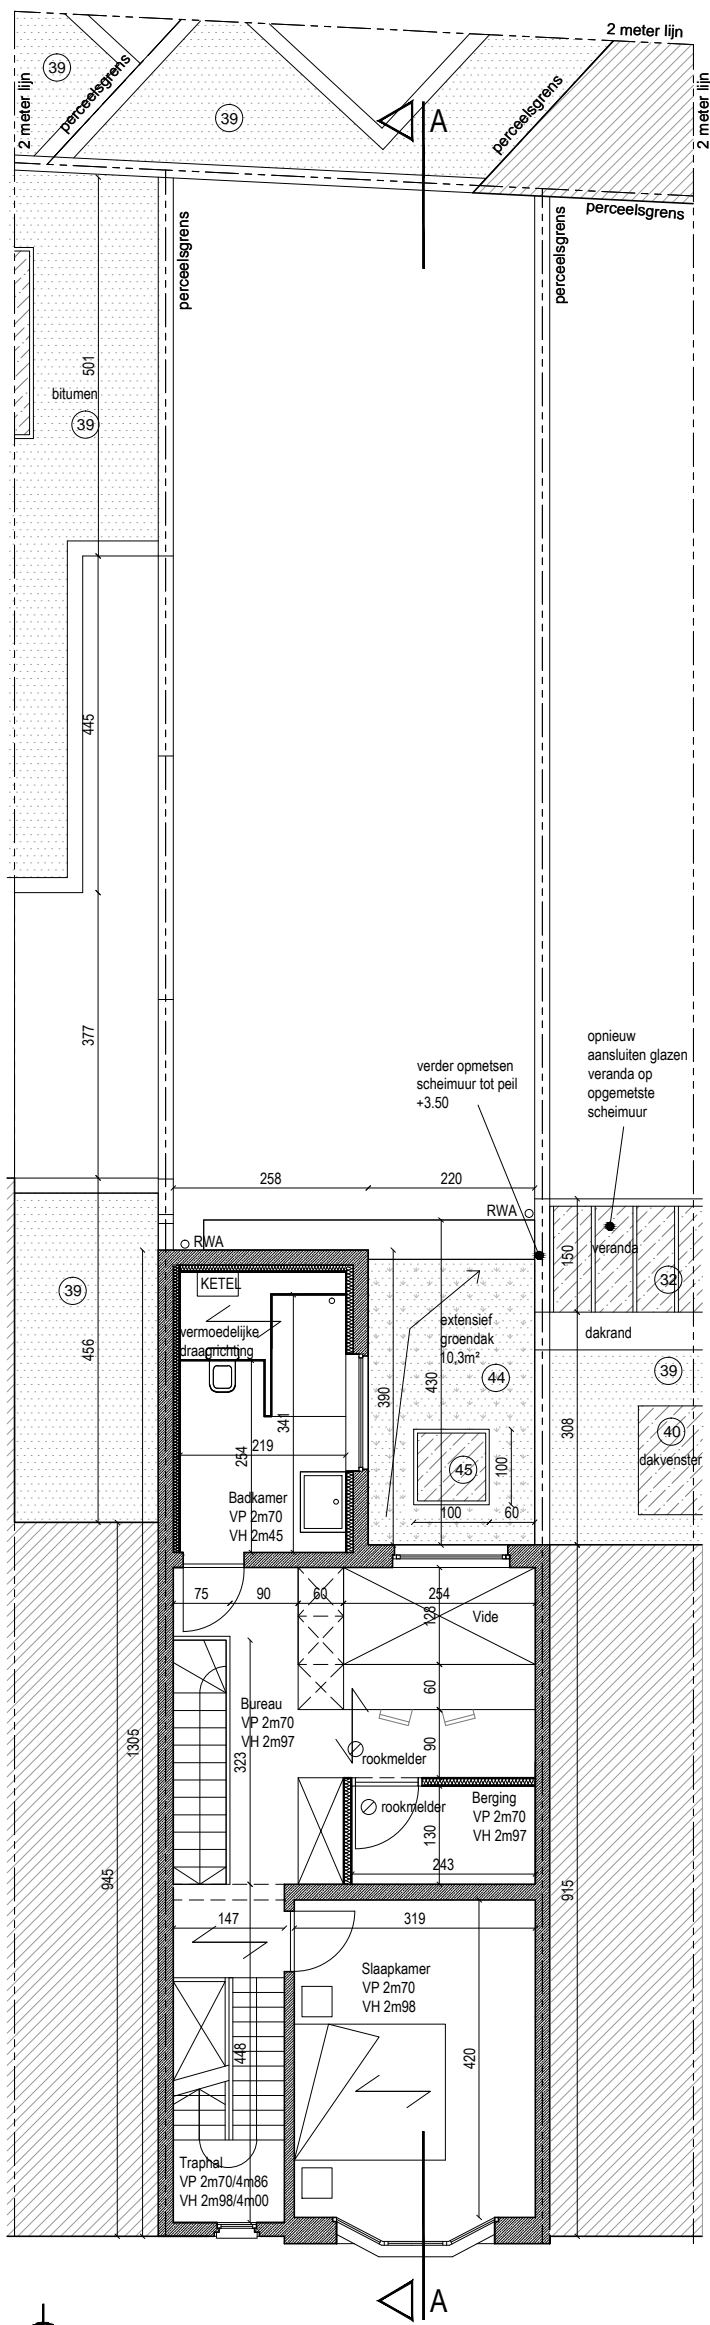 2 meter lijn
39
perceelsgrens
2 meter lijn
39
A
perceelsgrens
2 meter lijn
perceelsgrens
perceelsgrens
perceelsgrens
501
bitumen
39
445
377
opnieuw
aansluiten glazen
veranda op
opgemetste
scheimuur
verder opmetsen
scheimuur tot peil
+3.50
258
220
RWA
RWA
150
veranda
32
KETEL
39
456
vermoedelijke
draagrichting
extensief
groendak
10,3m²
dakrand
44
39
390
430
341
254
219
308
40
dakvenster
45
100
100
60
Badkamer
VP 2m70
VH 2m45
75
90
60
254
128
Vide
60
Bureau
VP 2m70
VH 2m97
90
1305
323
rookmelder
rookmelder
Berging
VP 2m70
VH 2m97
130
243
945
915
147
319
Slaapkamer
VP 2m70
VH 2m98
448
420
Traphal
VP 2m70/4m86
VH 2m98/4m00
A